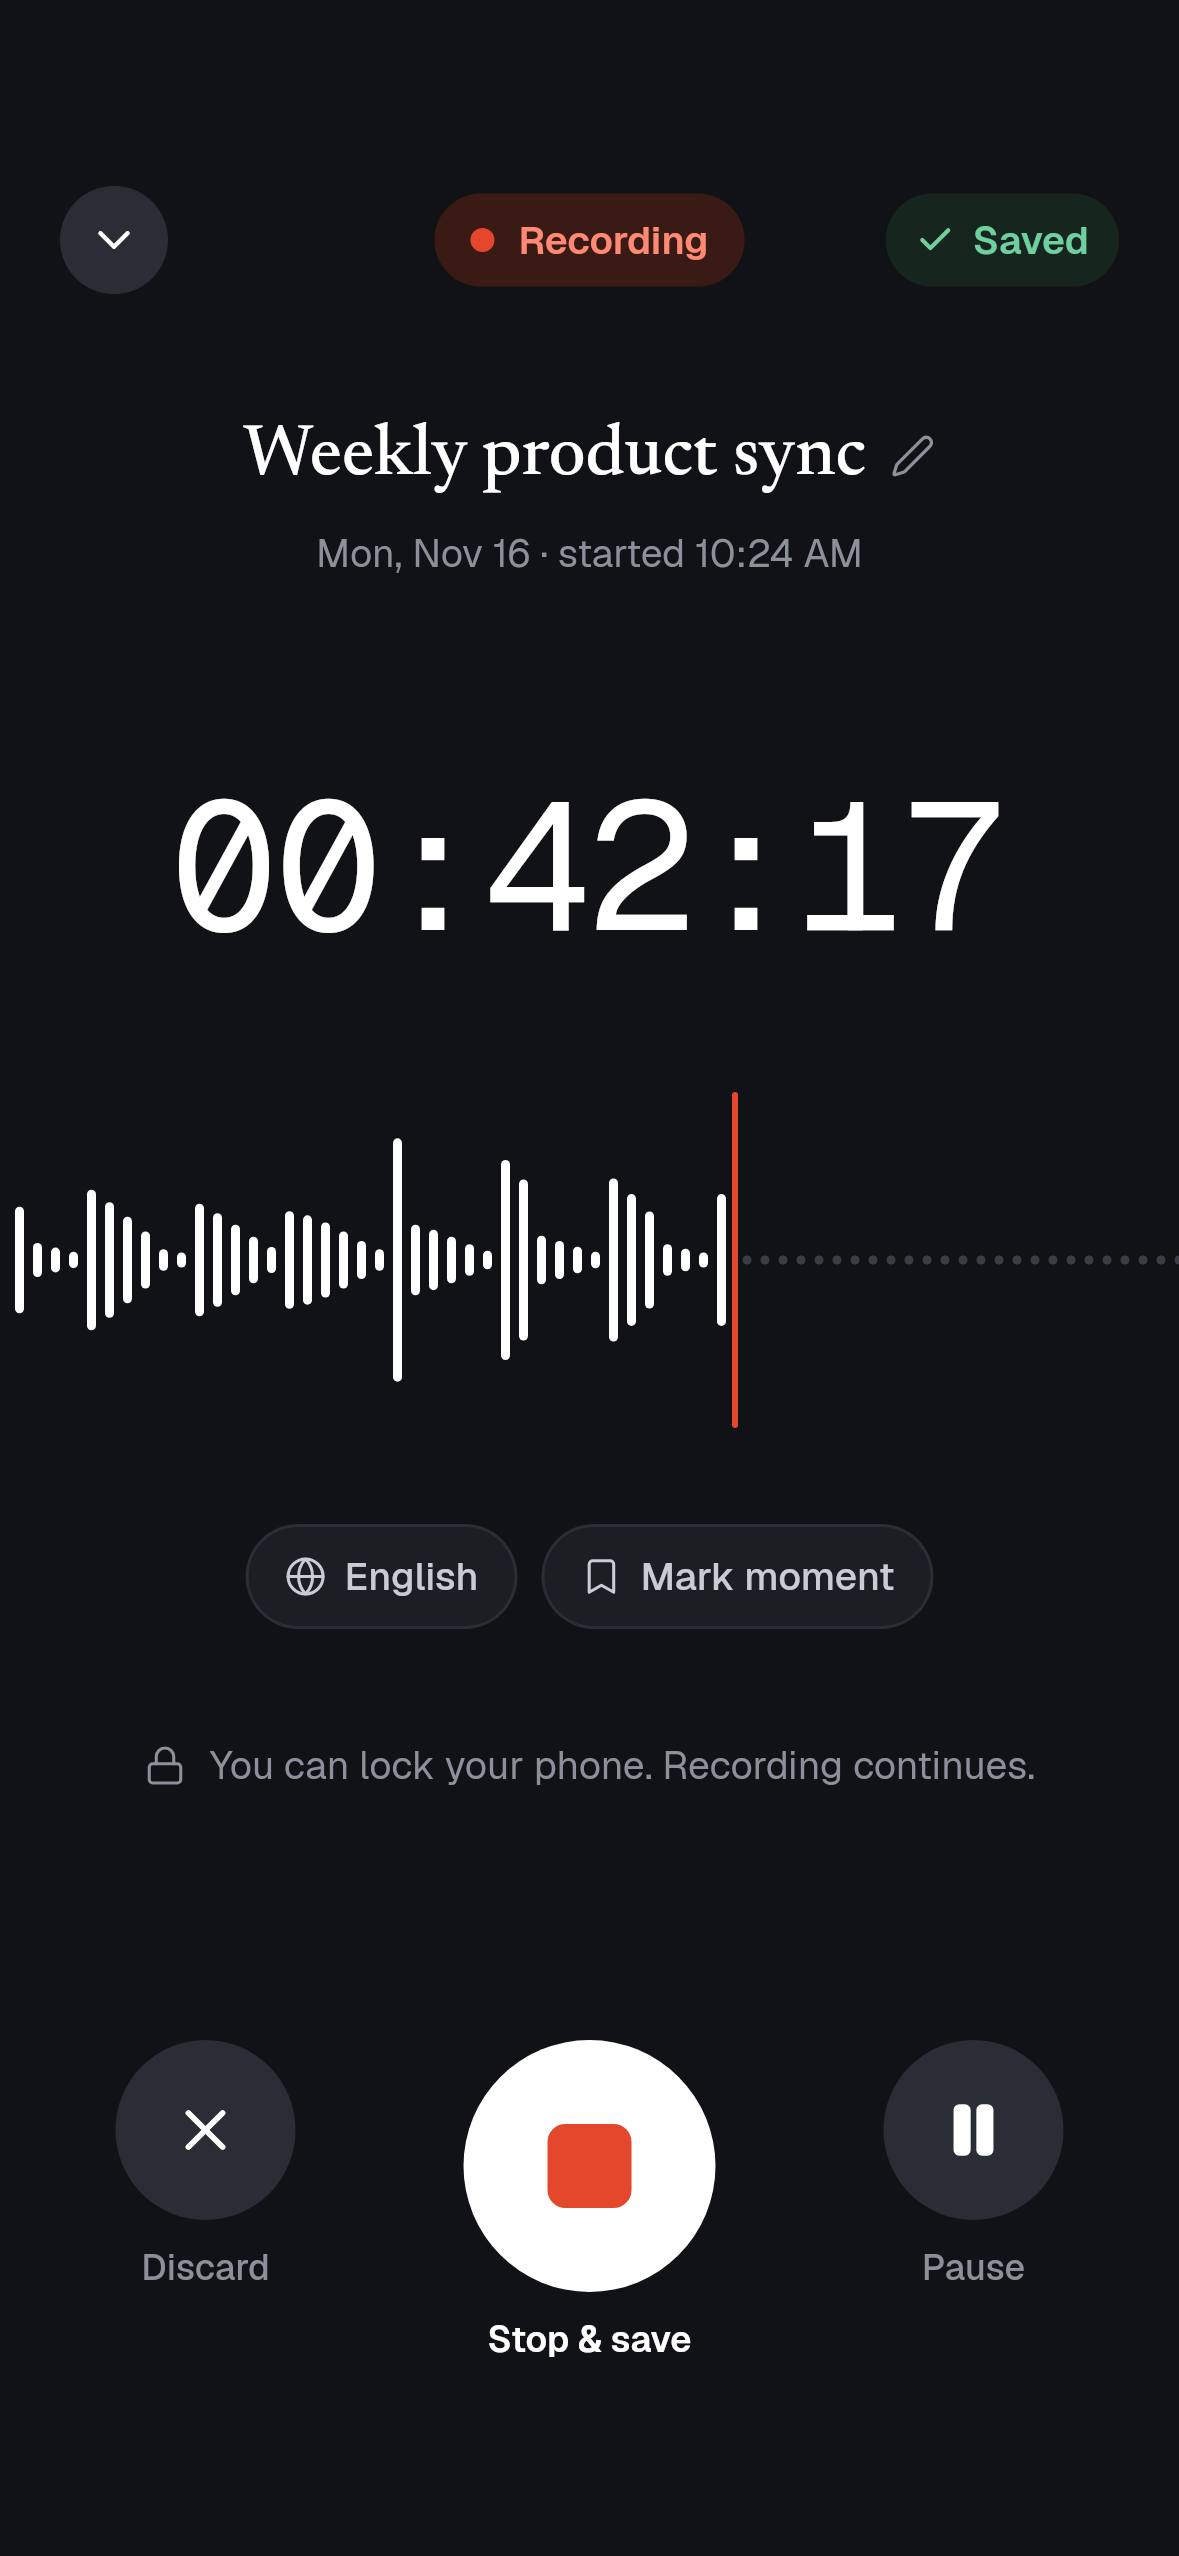 Recording
Saved
Weekly product sync
Mon, Nov 16 · started 10:24 AM
00:42:17
English
Mark moment
You can lock your phone. Recording continues.
Discard
Pause
Stop & save